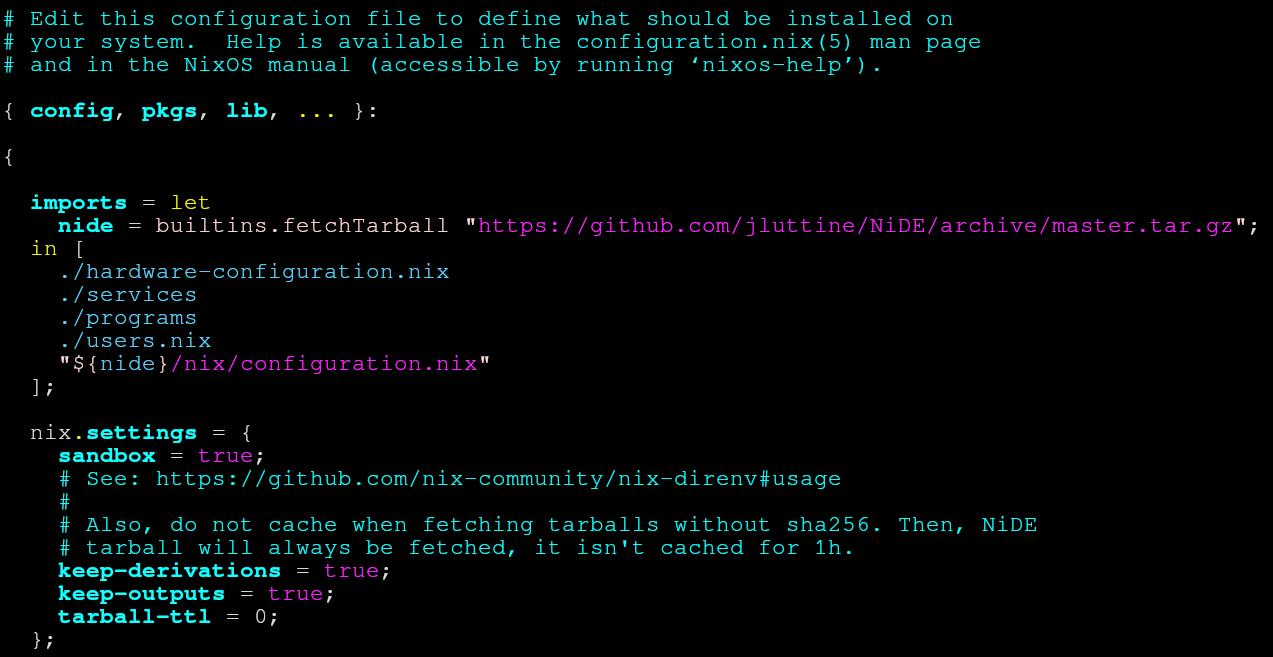 # Edit this configuration file to define what should be installed on
# your system.  Help is available in the configuration.nix(5) man page
# and in the NixOS manual (accessible by running ‘nixos-help’).

{ config, pkgs, lib, ... }:

{

  imports = let
    nide = builtins.fetchTarball "https://github.com/jluttine/NiDE/archive/master.tar.gz";
  in [
    ./hardware-configuration.nix
    ./services
    ./programs
    ./users.nix
    "${nide}/nix/configuration.nix"
  ];

  nix.settings = {
    sandbox = true;
    # See: https://github.com/nix-community/nix-direnv#usage
    #
    # Also, do not cache when fetching tarballs without sha256. Then, NiDE
    # tarball will always be fetched, it isn't cached for 1h.
    keep-derivations = true;
    keep-outputs = true;
    tarball-ttl = 0;
  };